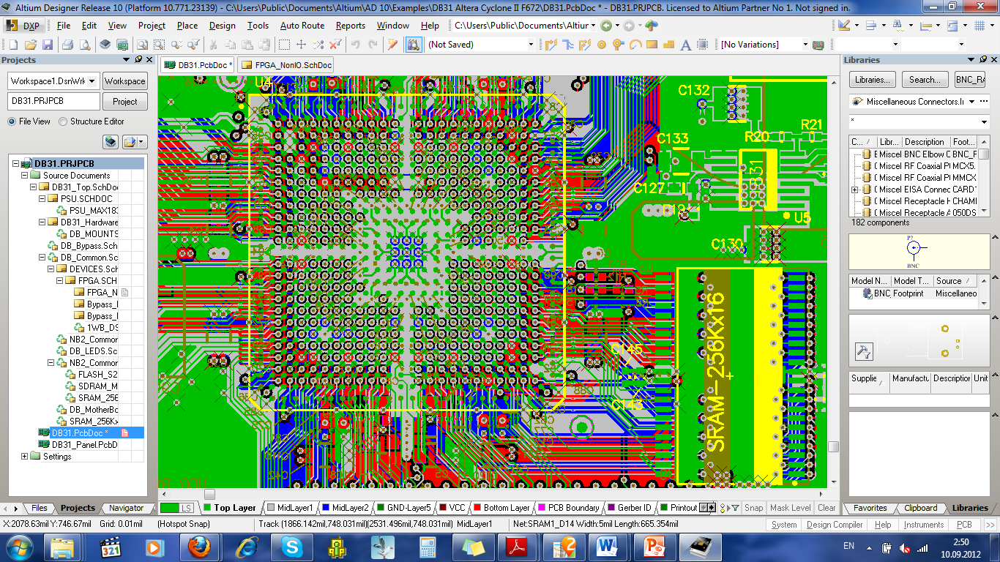 Altium Designer Release 10 (Platform 10.771.23139) - C:\Users\Public\Documents\Altium\AD 10\Examples\DB31 Altera Cyclone II F672\DB31.PcbDoc * - DB31.PRJPCB. Licensed to Altium Partner No 1. Not signed in.
DXP File Edit View Project Place Design Tools Auto Route Reports Window Help C:\Users\Public\Documents\Altiur
(Not Saved) [No Variations]
Projects
Workspace1.DsnWrk Workspace
DB31.PRJPCB Project
File View Structure Editor
DB31.PRJPCB
Source Documents
DB31_Top.SchDoc
PSU.SCHDOC
PSU_MAX183
DB31_Hardware
DB_MOUNTS
DB_Bypass.Sch
DB_Common.Sc
DEVICES.Sch
FPGA.SCH
FPGA_N
Bypass_I
Bypass_I
1WB_DS
NB2_Common
DB_LEDS.Sc
NB2_Common
FLASH_S2
SDRAM_M
SRAM_256
DB_MotherBo
SRAM_256Kx
DB31.PcbDoc *
DB31_Panel.PcbD
Settings
Files Projects Navigator
DB31.PcbDoc * FPGA_NonIO.SchDoc
U4
C132
R21
R20
C133
DB31
C127
U5
C130
SRAM-256Kx16
C145
C143
LS Top Layer MidLayer1 MidLayer2 GND-Layer5 VCC Bottom Layer PCB Boundary Gerber ID Printout Snap Mask Level Clear
Libraries
Libraries... Search... BNC_RA
Miscellaneous Connectors.In
*
C... Libr... Description Foot...
Miscel BNC Elbow C BNC_R
Miscel RF Coaxial P MCX5.
Miscel RF Coaxial P MMCX
Miscel EISA Connec CARD
Miscel Receptacle H CHAMI
Miscel Receptacle A 050DS
182 components
P?
BNC
Model N... Model T... Source
BNC_ Footprint Miscellaneo
Supplie Manufactu Description Unit
Favorites Clipboard Libraries
X:2078.63mil Y:746.67mil Grid: 0.01mil (Hotspot Snap) Track (1866.142mil,748.031mil)(2531.496mil,748.031mil) MidLayer1 Net:SRAM1_D14 Width:5mil Length:665.354mil System Design Compiler Help Instruments PCB >>
321
EN 2:50
10.09.2012